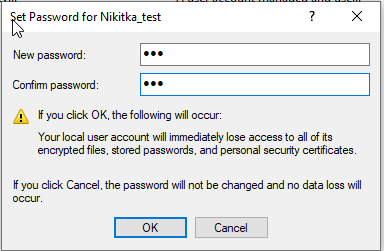 Set Password for Nikitka_test
?
New password:
•••
Confirm password:
•••
If you click OK, the following will occur:
Your local user account will immediately lose access to all of its
encrypted files, stored passwords, and personal security certificates.
If you click Cancel, the password will not be changed and no data loss will
occur.
OK
Cancel